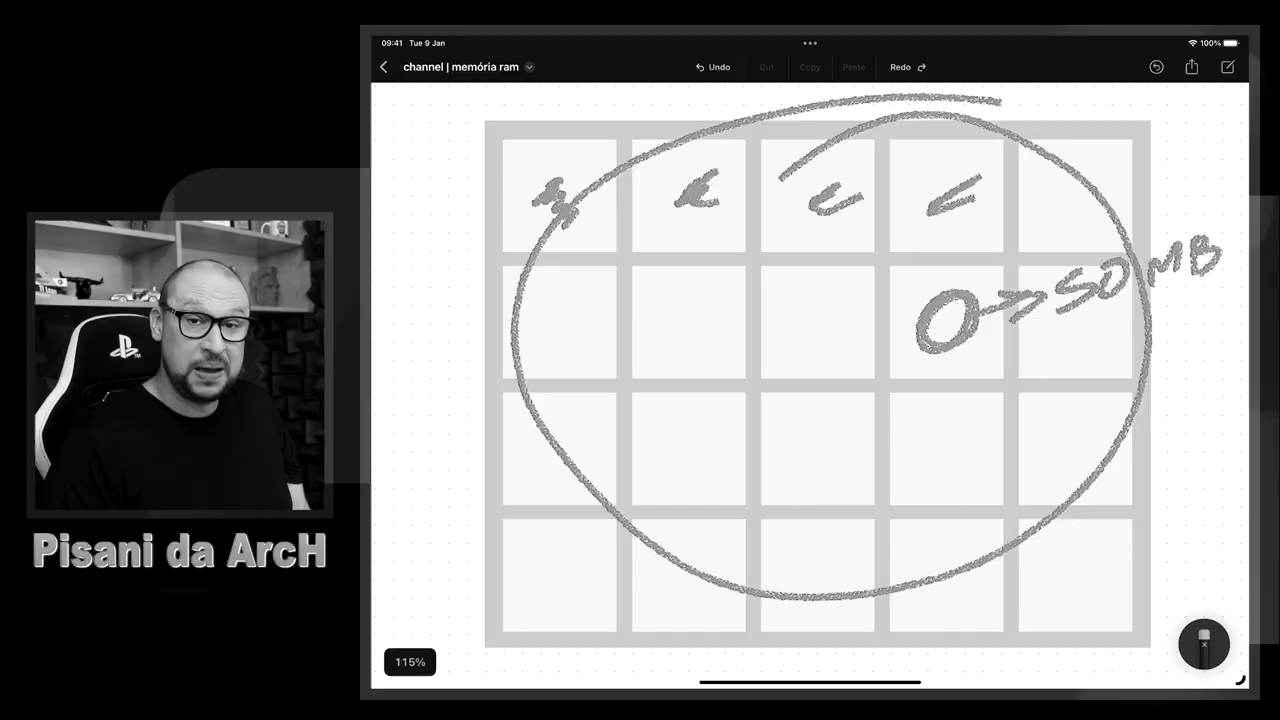 09:41 Tue 9 Jan
100%
channel | memória ram
Undo
Cut
Copy
Paste
Redo
50 MB
Pisani da ArcH
115%